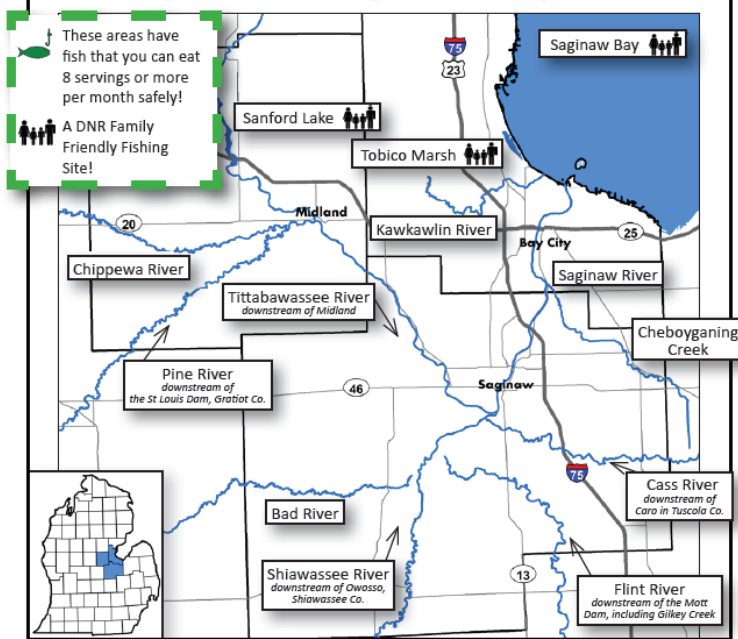 These areas have
fish that you can eat
8 servings or more
per month safely!
A DNR Family
Friendly Fishing
Site!
75
23
Saginaw Bay
Sanford Lake
Tobico Marsh
20
Midland
Kawkawlin River
Bay City
25
Chippewa River
Saginaw River
Tittabawassee River
downstream of Midland
Cheboyganing
Creek
Pine River
downstream of
the St Louis Dam, Gratiot Co.
46
Saginaw
75
Cass River
downstream of
Caro in Tuscola Co.
Bad River
Shiawassee River
downstream of Owosso,
Shiawassee Co.
13
Flint River
downstream of the Mott
Dam, including Gilkey Creek